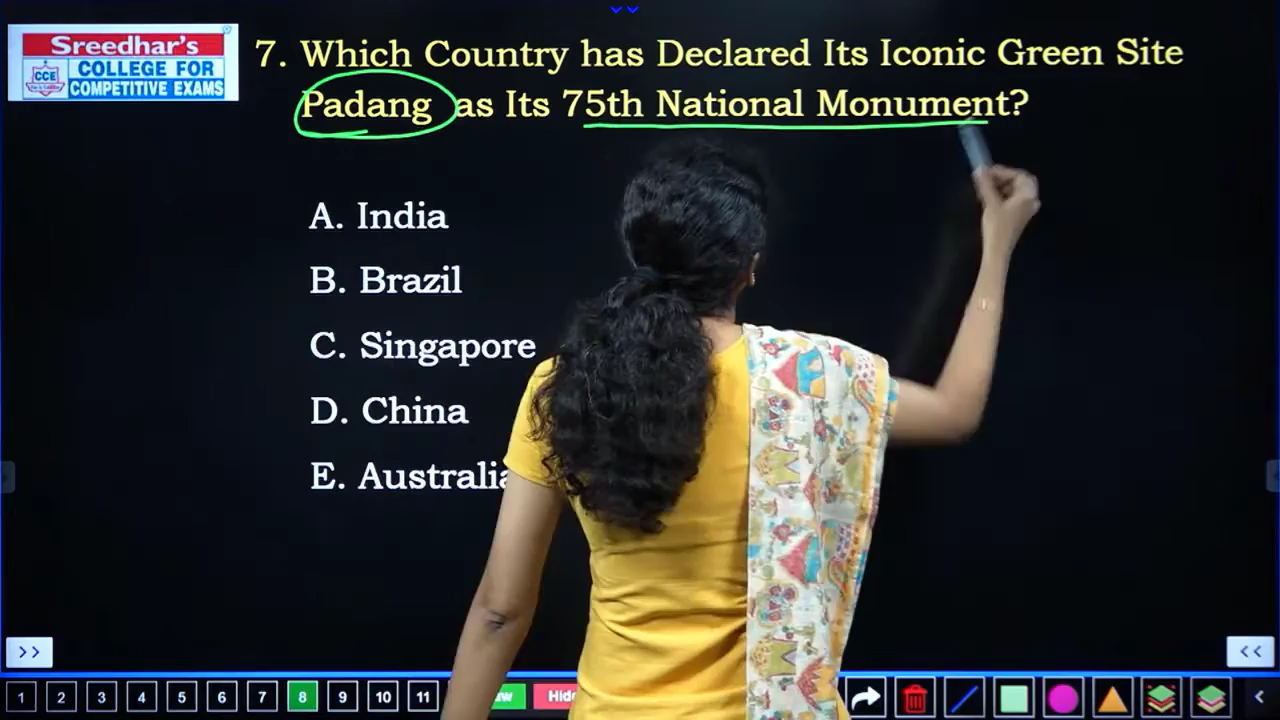 Sreedhar's
CCE
COLLEGE FOR
COMPETITIVE EXAMS
7. Which Country has Declared Its Iconic Green Site
Padang as Its 75th National Monument?
A. India
B. Brazil
C. Singapore
D. China
E. Australia
>>
<<
1 2 3 4 5 6 7 8 9 10 11